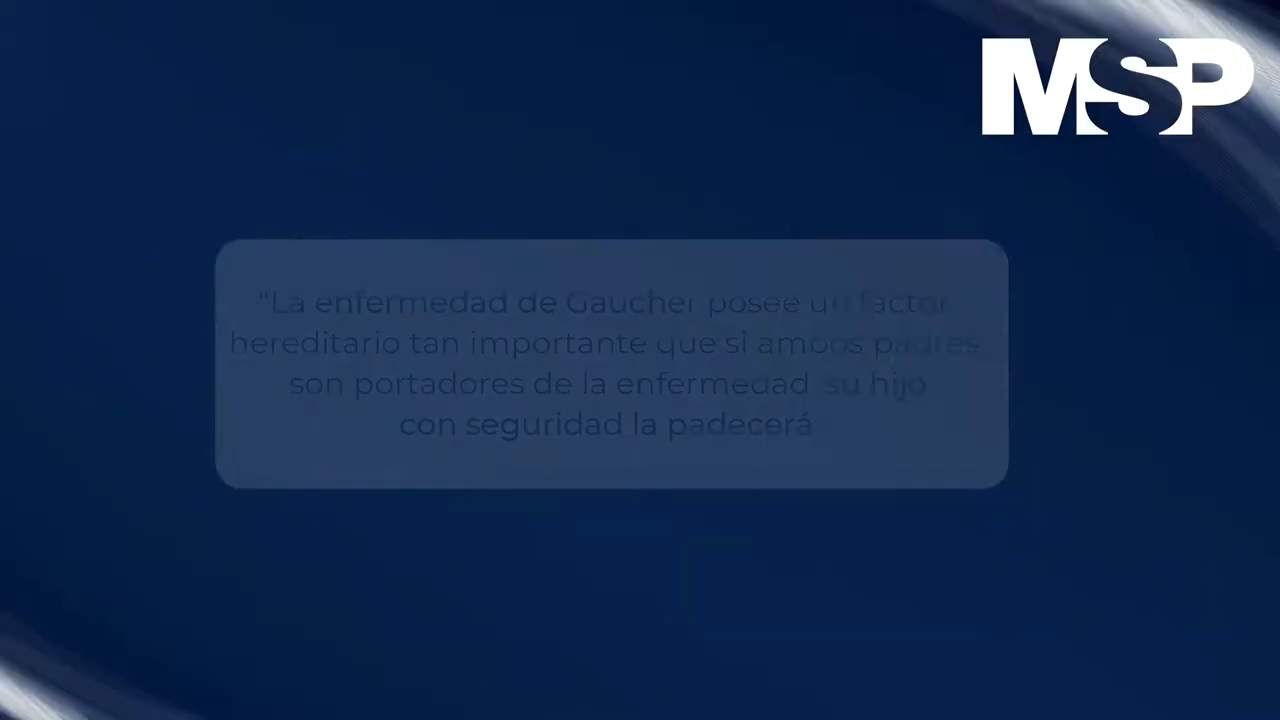 MSP
"La enfermedad de Gaucher posee un factor
hereditario tan importante que si ambos padres
son portadores de la enfermedad su hijo
con seguridad la padecerá